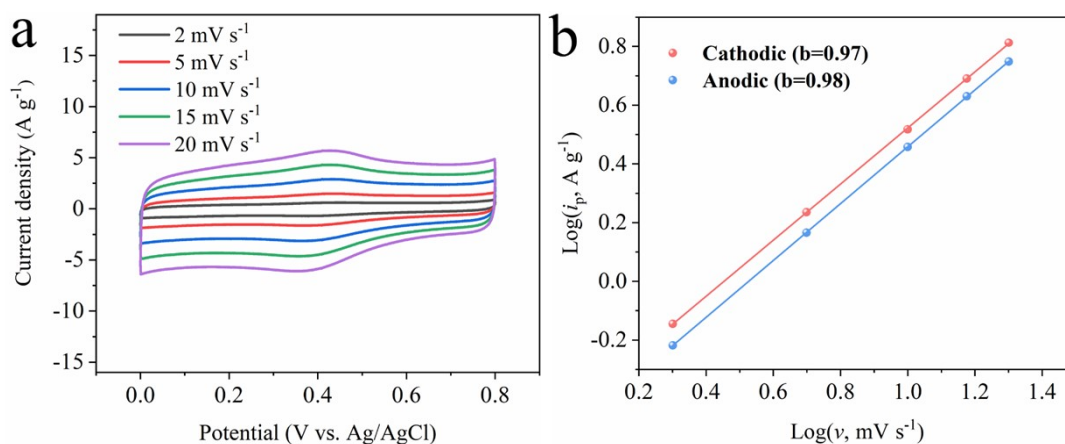 a
2 mV s⁻¹
5 mV s⁻¹
10 mV s⁻¹
15 mV s⁻¹
20 mV s⁻¹
Current density (A g⁻¹)
15
10
5
0
-5
-10
-15
0.0 0.2 0.4 0.6 0.8
Potential (V vs. Ag/AgCl)
b
Cathodic (b=0.97)
Anodic (b=0.98)
Log(iₚ, A g⁻¹)
0.8
0.6
0.4
0.2
0.0
-0.2
0.2 0.4 0.6 0.8 1.0 1.2 1.4
Log(v, mV s⁻¹)